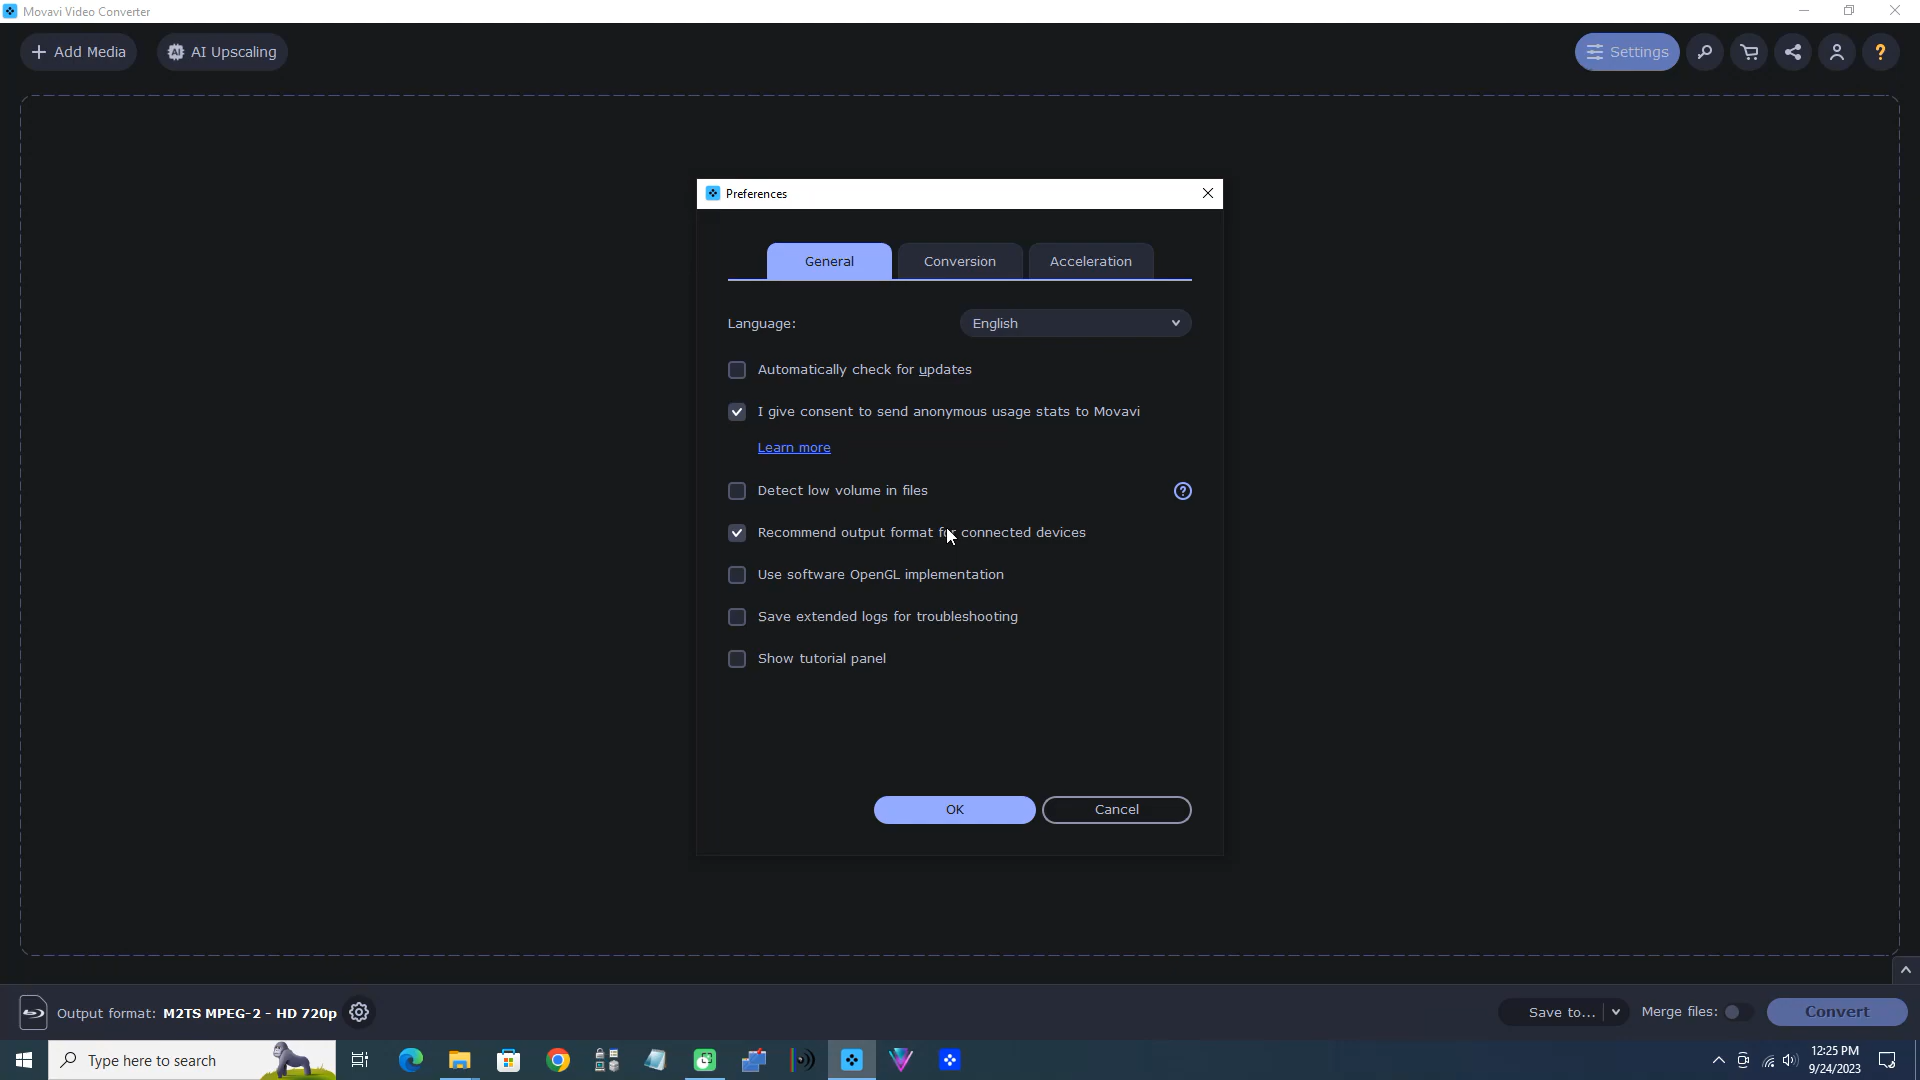 Movavi Video Converter
Add Media
AI Upscaling
Settings
?
Preferences
General
Conversion
Acceleration
Language:
English
Automatically check for updates
I give consent to send anonymous usage stats to Movavi
Learn more
Detect low volume in files
?
Recommend output format for connected devices
Use software OpenGL implementation
Save extended logs for troubleshooting
Show tutorial panel
OK
Cancel
Output format: M2TS MPEG-2 - HD 720p
Save to...
Merge files:
Convert
Type here to search
12:25 PM
9/24/2023